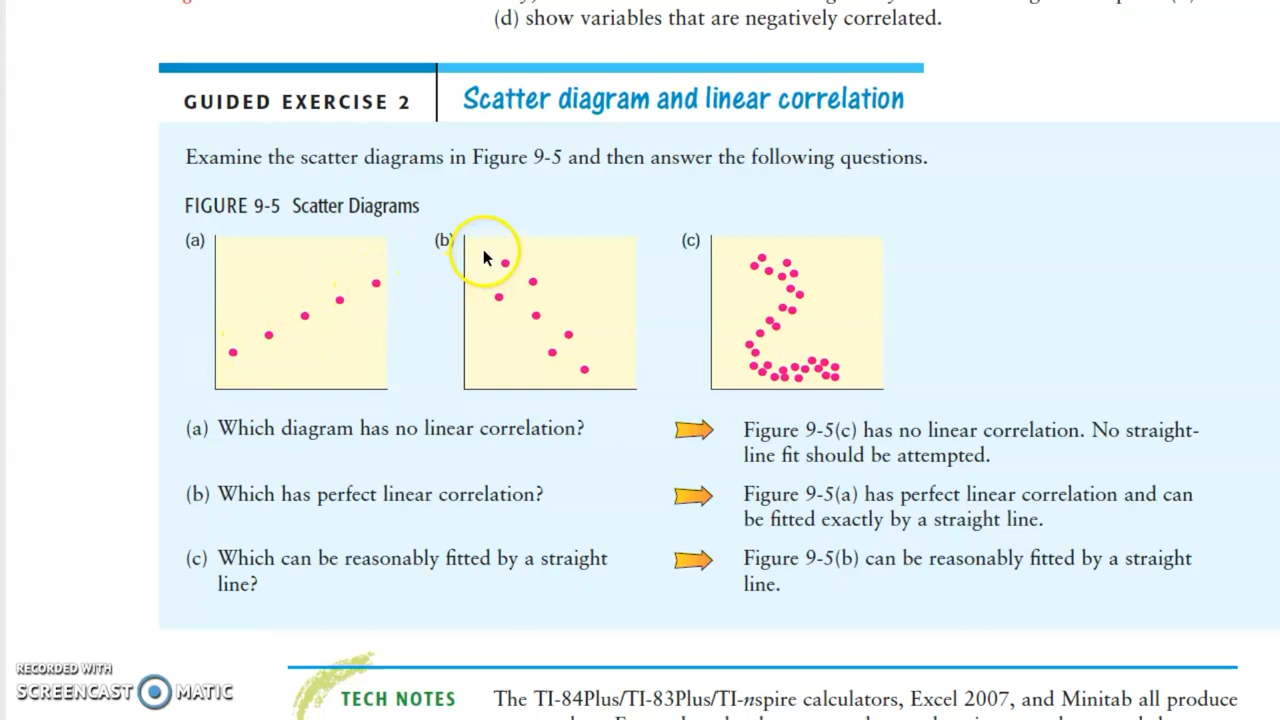 (d) show variables that are negatively correlated.
GUIDED EXERCISE 2
Scatter diagram and linear correlation
Examine the scatter diagrams in Figure 9-5 and then answer the following questions.
FIGURE 9-5 Scatter Diagrams
(a)
(b)
(c)
(a) Which diagram has no linear correlation?
Figure 9-5(c) has no linear correlation. No straight-
line fit should be attempted.
(b) Which has perfect linear correlation?
Figure 9-5(a) has perfect linear correlation and can
be fitted exactly by a straight line.
(c) Which can be reasonably fitted by a straight
line?
Figure 9-5(b) can be reasonably fitted by a straight
line.
RECORDED WITH
SCREENCAST MATIC
TECH NOTES
The TI-84Plus/TI-83Plus/TI-nspire calculators, Excel 2007, and Minitab all produce